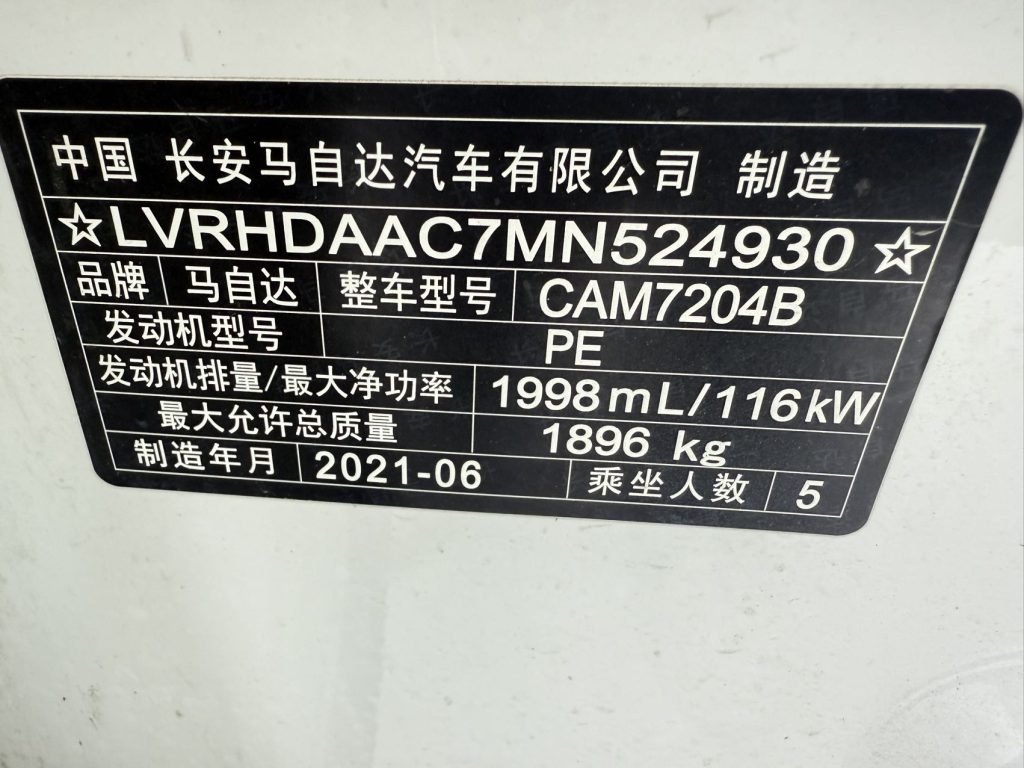 中国 长安马自达汽车有限公司 制造
☆LVRHDAAC7MN524930☆
品牌 马自达 整车型号 CAM7204B
发动机型号 PE
发动机排量/最大净功率 1998mL/116kW
最大允许总质量 1896 kg
制造年月 2021-06 乘坐人数 5